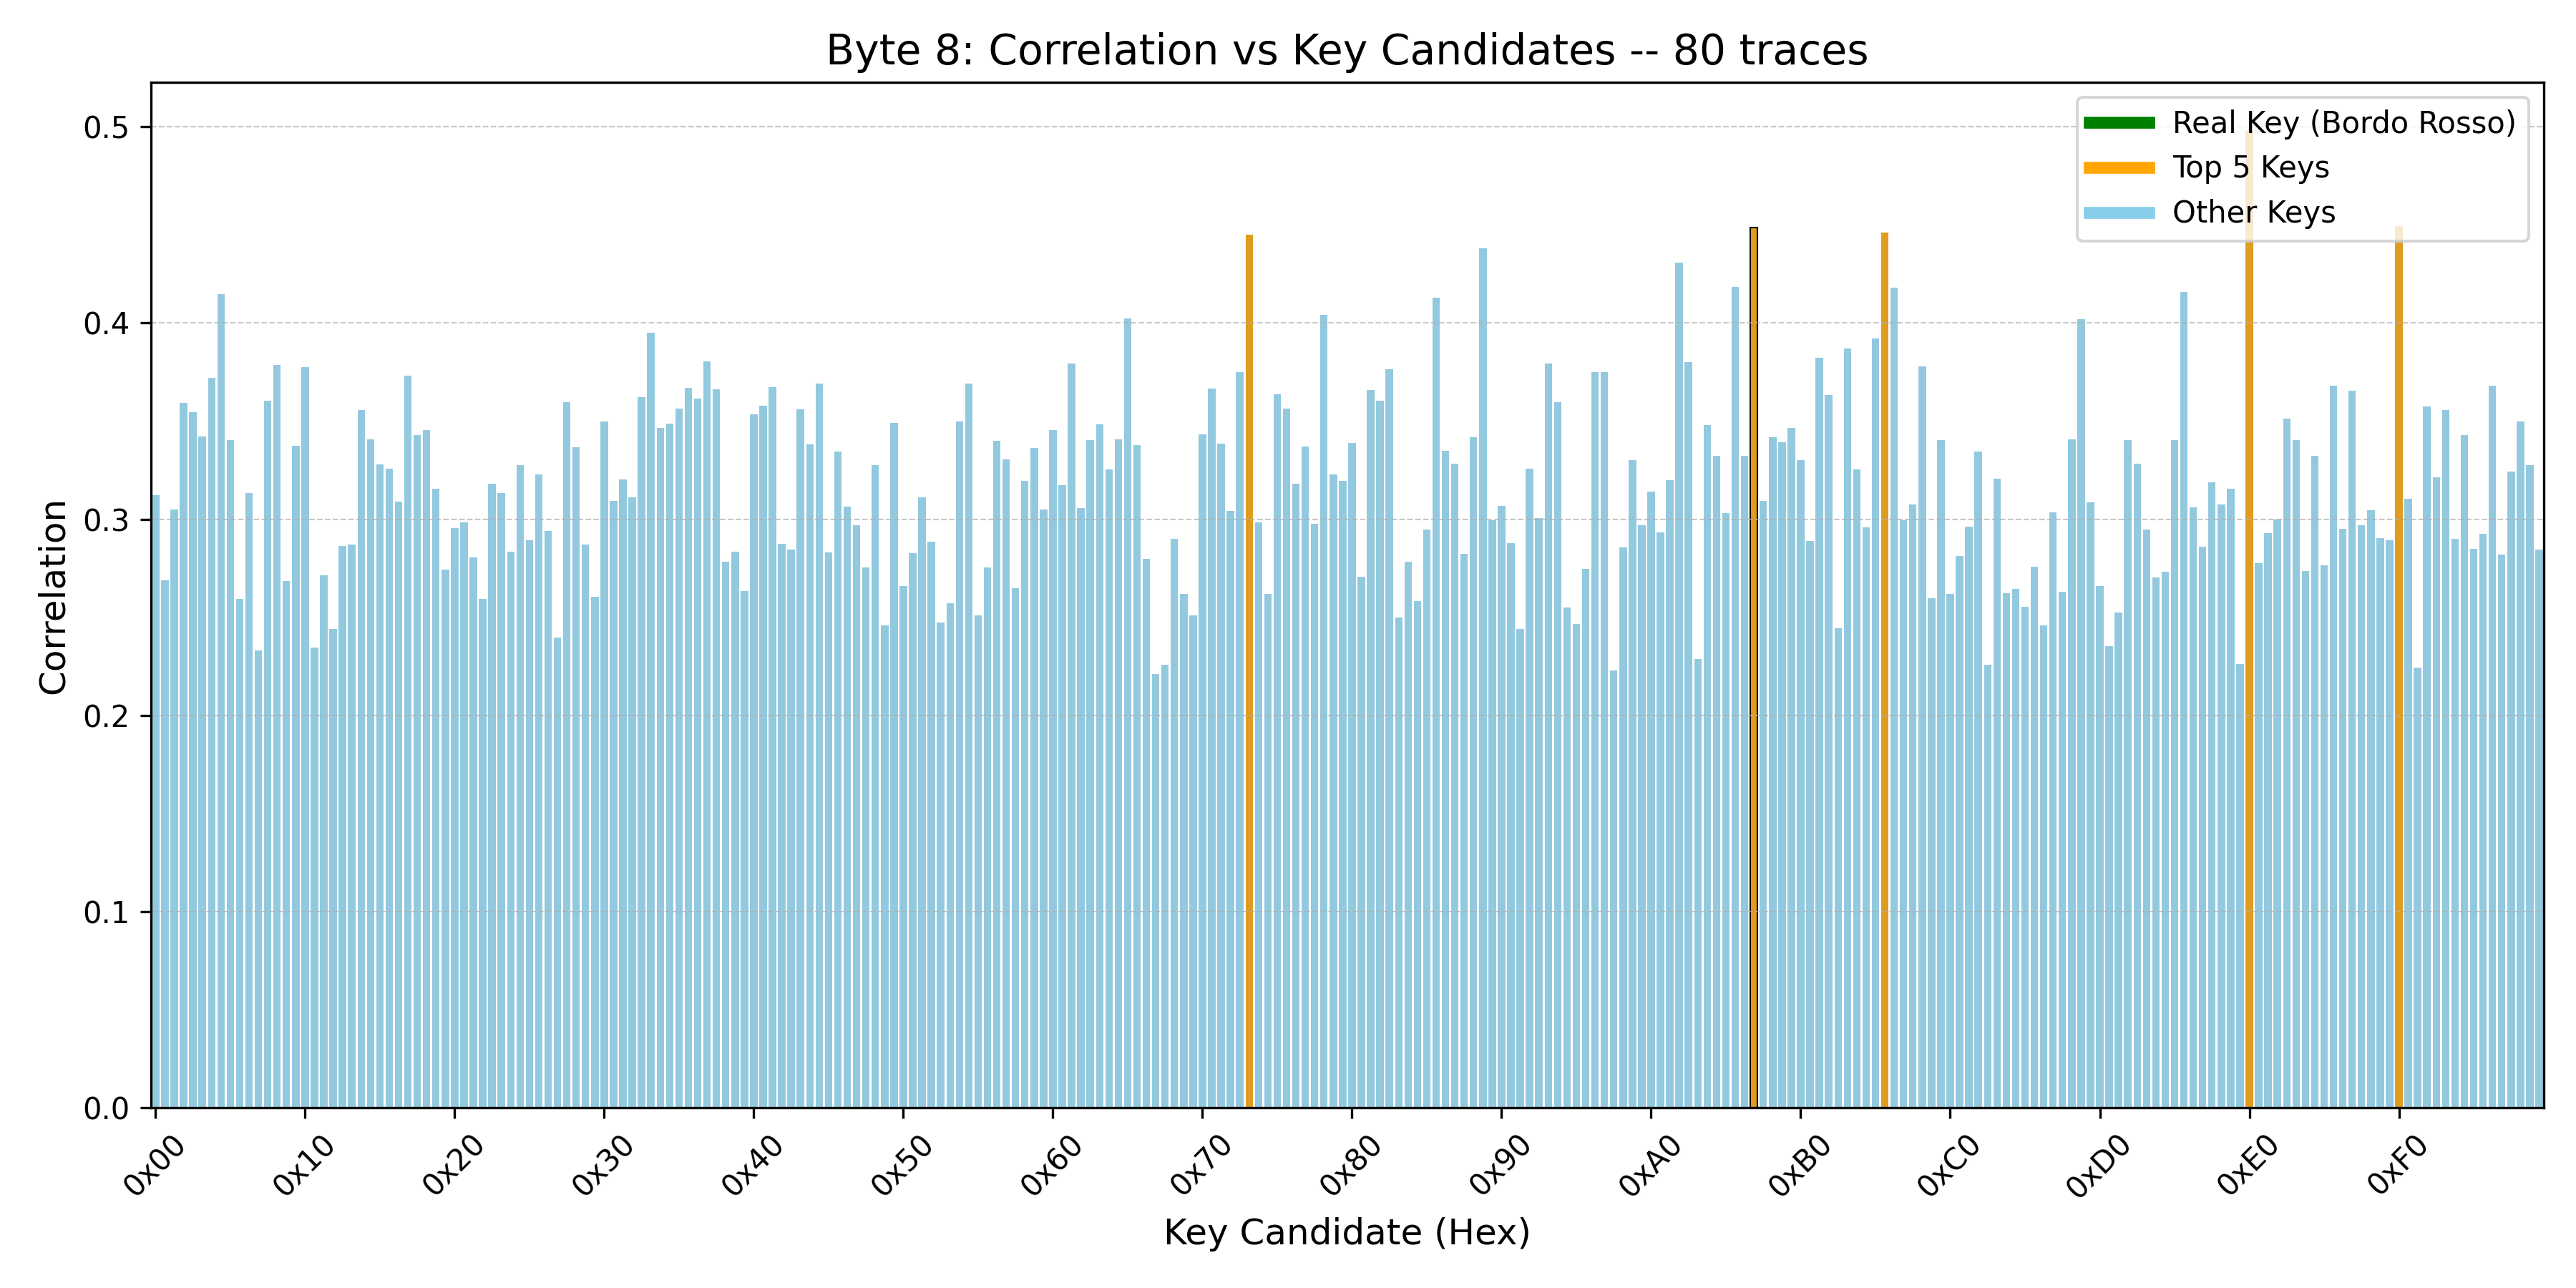 Byte 8: Correlation vs Key Candidates -- 80 traces
Real Key (Bordo Rosso)
Top 5 Keys
Other Keys
Correlation
0.5
0.4
0.3
0.2
0.1
0.0
0x00 0x10 0x20 0x30 0x40 0x50 0x60 0x70 0x80 0x90 0xA0 0xB0 0xC0 0xD0 0xE0 0xF0
Key Candidate (Hex)